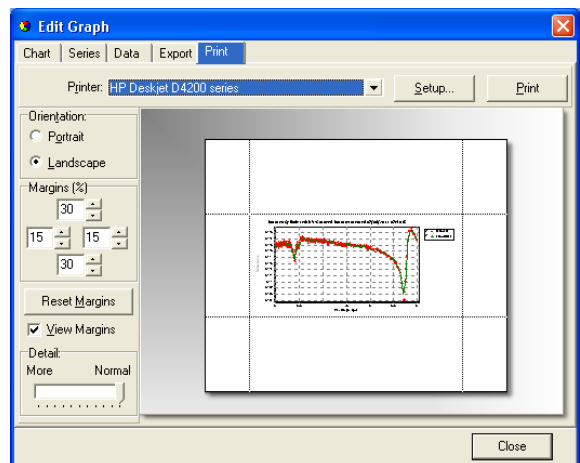 Edit Graph
Chart Series Data Export Print
Printer: HP Deskjet D4200 series Setup... Print
Orientation:
Portrait
Landscape
Margins (%)
30
15 15
30
Reset Margins
View Margins
Detail:
More Normal
Close